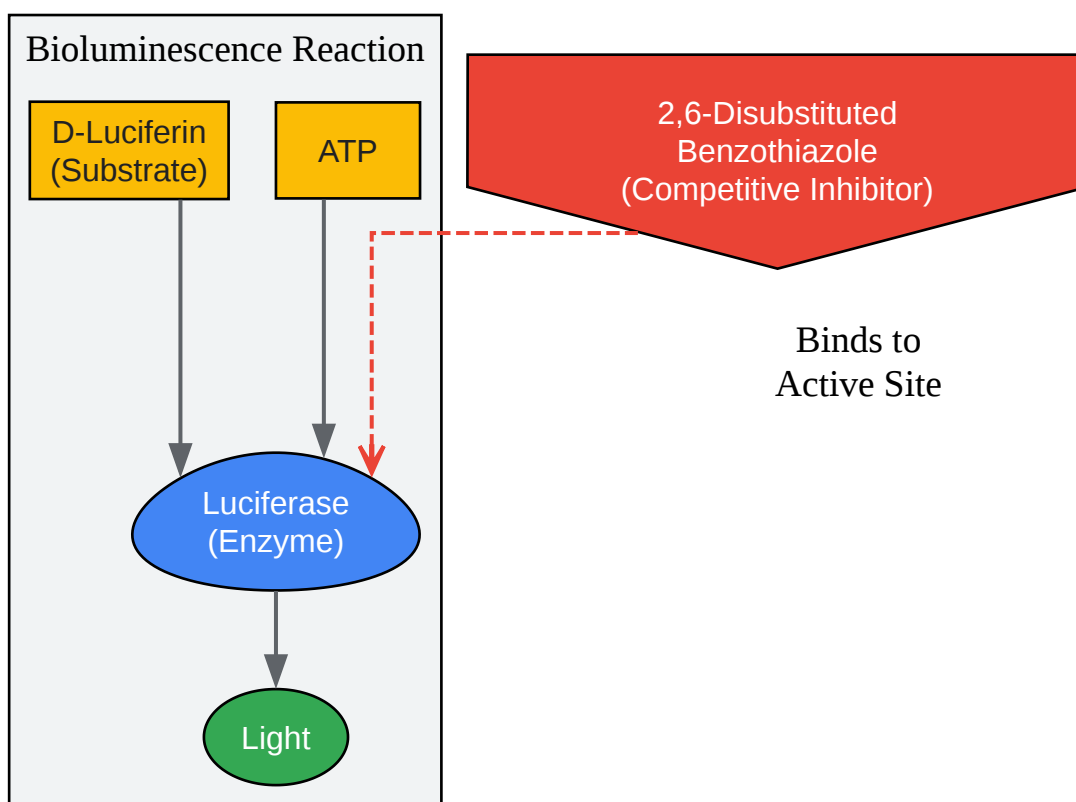 Bioluminescence Reaction
D-Luciferin
(Substrate)
ATP
2,6-Disubstituted
Benzothiazole
(Competitive Inhibitor)
Binds to
Active Site
Luciferase
(Enzyme)
Light